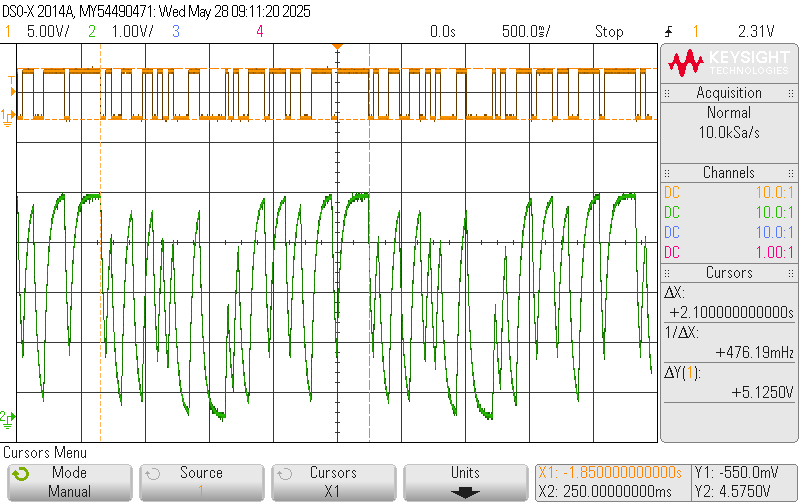 DSO-X 2014A, MY54490471: Wed May 28 09:11:20 2025
1 5.00V/ 2 1.00V/ 3 4 0.0s 500.0ms/ Stop 1 2.31V
KEYSIGHT
TECHNOLOGIES
Acquisition
Normal
10.0kSa/s
Channels
DC 10.0:1
DC 10.0:1
DC 10.0:1
DC 1.00:1
Cursors
ΔX:
+2.100000000000s
1/ΔX:
+476.19mHz
ΔY(1):
+5.1250V
T
1
2
Cursors Menu
Mode
Manual
Source
1
Cursors
X1
Units
X1: -1.850000000000s
X2: 250.00000000ms
Y1: -550.0mV
Y2: 4.5750V